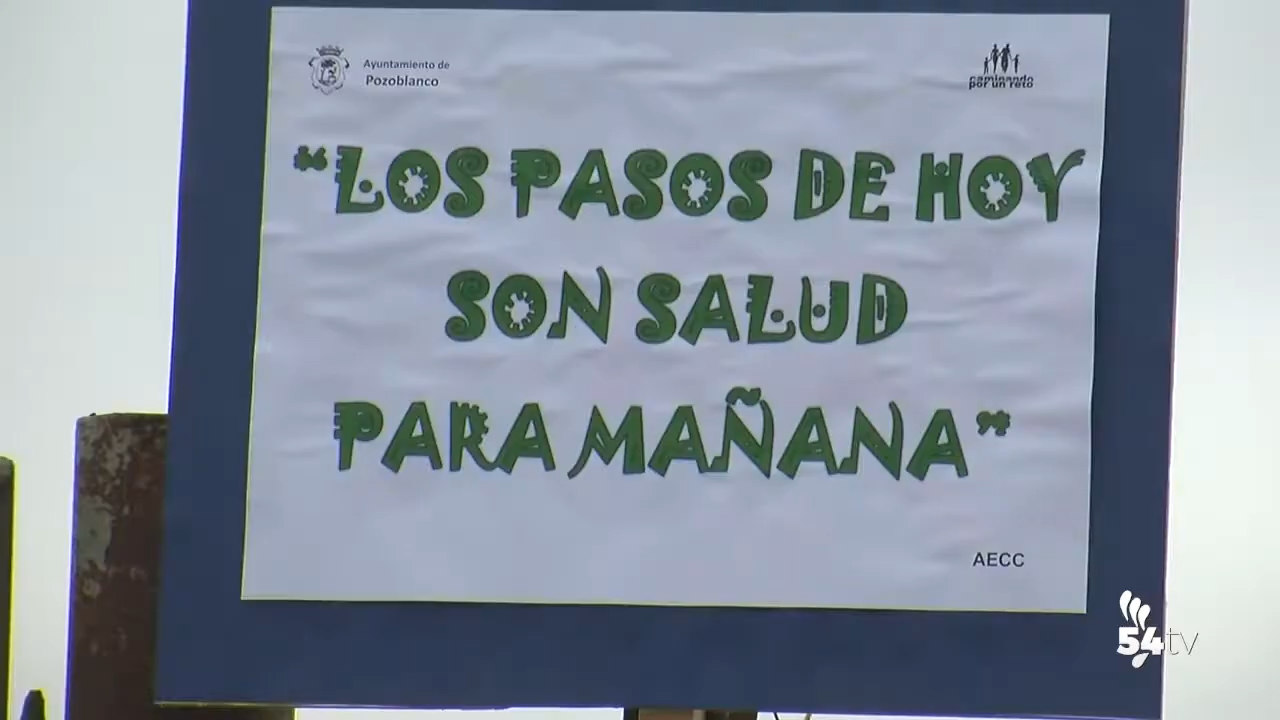 Ayuntamiento de
Pozoblanco
caminando
por un reto
"LOS PASOS DE HOY
SON SALUD
PARA MAÑANA"
AECC
54tv